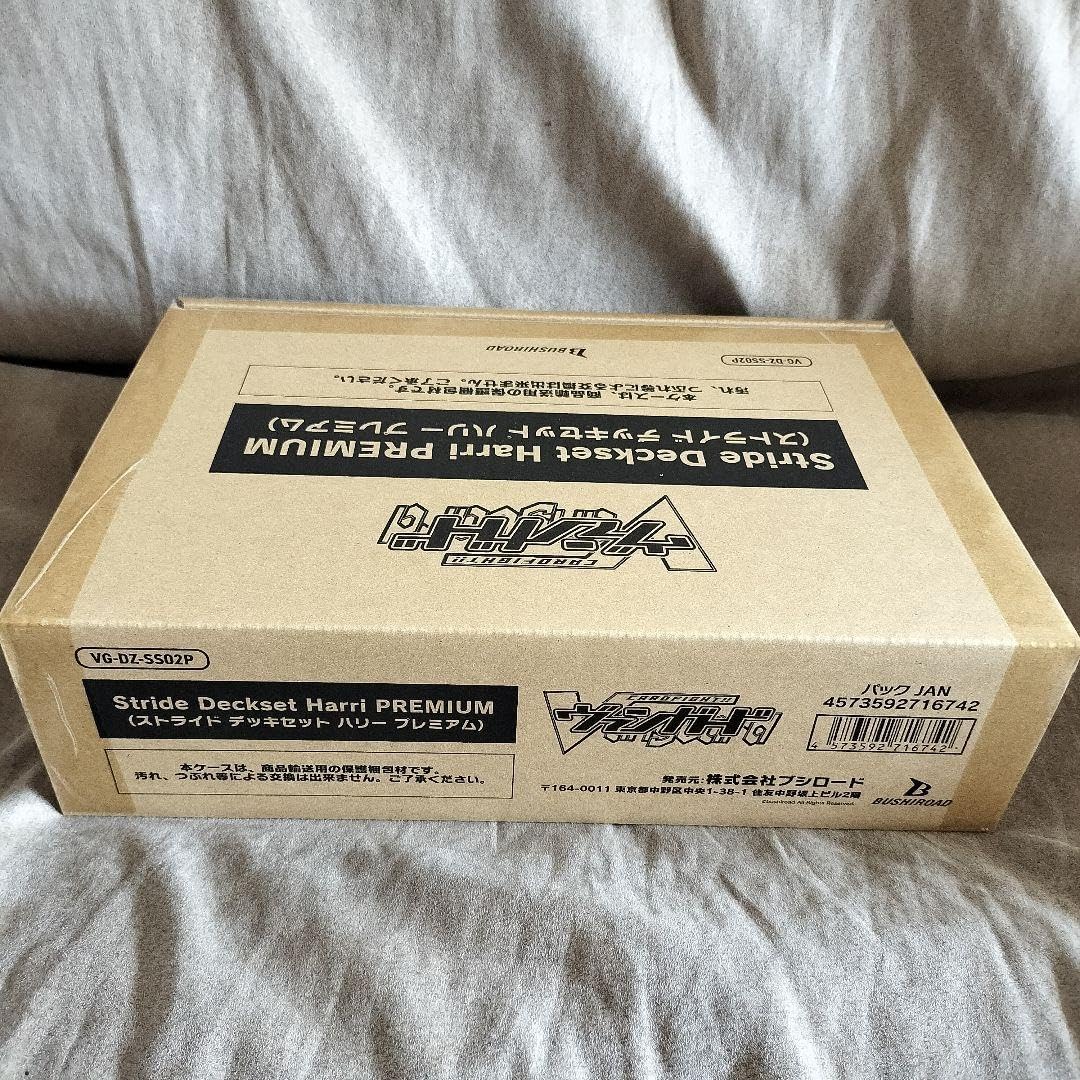 BUSHIROAD
VG-DZ-SS02P
本ケースは、商品輸送用の保護梱包材です。
汚れ、つぶれ等による交換は出来ません。ご了承ください。
Stride Deckset Harri PREMIUM
(ストライド デッキセット ハリー プレミアム)
CARDFIGHT!!
ヴァンガード
VG-DZ-SS02P
Stride Deckset Harri PREMIUM
(ストライド デッキセット ハリー プレミアム)
本ケースは、商品輸送用の保護梱包材です。
汚れ、つぶれ等による交換は出来ません。ご了承ください。
CARDFIGHT!!
ヴァンガード
パック JAN
4573592716742
4 573592 716742
発売元:株式会社ブシロード
〒164-0011 東京都中野区中央1-38-1 住友中野坂上ビル2階
©bushiroad All Rights Reserved.
BUSHIROAD